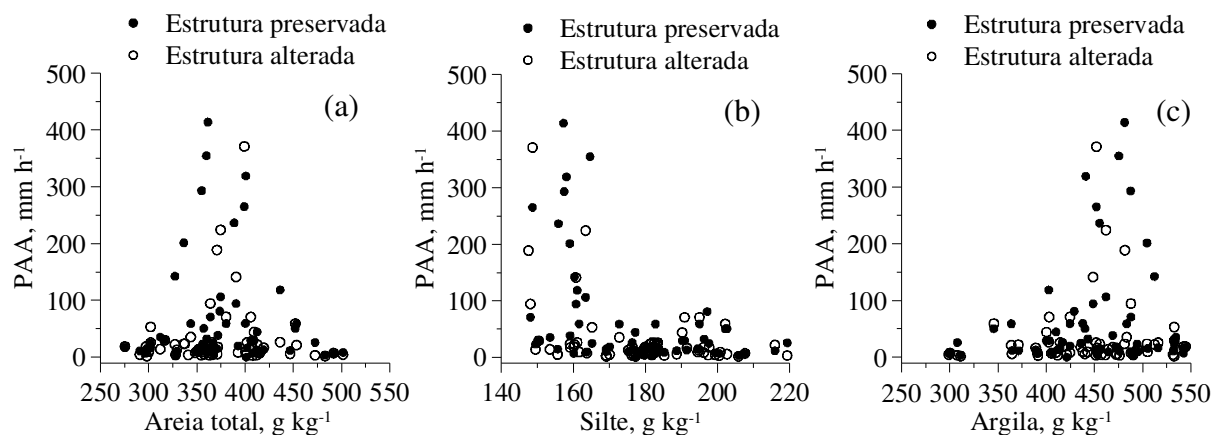 Estrutura preservada
Estrutura alterada
(a)
PAA, mm h-1
500
400
300
200
100
0
250 300 350 400 450 500 550
Areia total, g kg-1
Estrutura preservada
Estrutura alterada
(b)
PAA, mm h-1
500
400
300
200
100
0
140 160 180 200 220
Silte, g kg-1
Estrutura preservada
Estrutura alterada
(c)
PAA, mm h-1
500
400
300
200
100
0
250 300 350 400 450 500 550
Argila, g kg-1